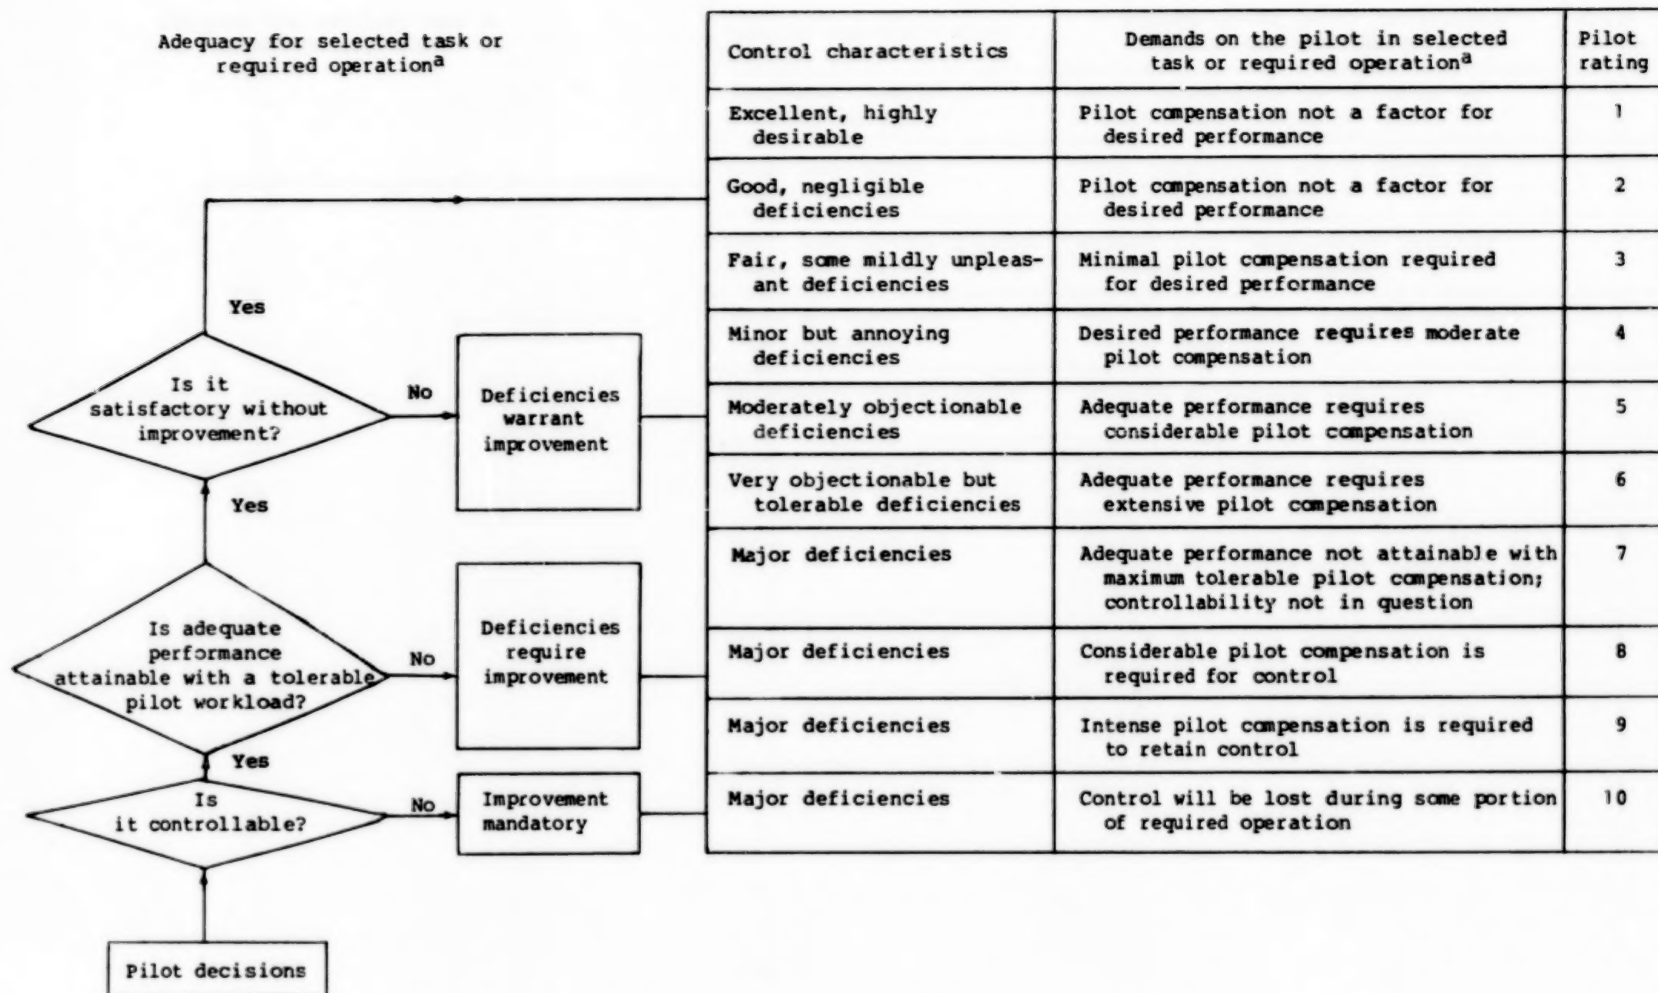 Adequacy for selected task or
required operationa
Control characteristics
Demands on the pilot in selected
task or required operationa
Pilot
rating
Excellent, highly
desirable
Pilot compensation not a factor for
desired performance
1
Good, negligible
deficiencies
Pilot compensation not a factor for
desired performance
2
Fair, some mildly unpleas-
ant deficiencies
Minimal pilot compensation required
for desired performance
3
Minor but annoying
deficiencies
Desired performance requires moderate
pilot compensation
4
Moderately objectionable
deficiencies
Adequate performance requires
considerable pilot compensation
5
Very objectionable but
tolerable deficiencies
Adequate performance requires
extensive pilot compensation
6
Major deficiencies
Adequate performance not attainable with
maximum tolerable pilot compensation;
controllability not in question
7
Major deficiencies
Considerable pilot compensation is
required for control
8
Major deficiencies
Intense pilot compensation is required
to retain control
9
Major deficiencies
Control will be lost during some portion
of required operation
10
Yes
Is it
satisfactory without
improvement?
No
Deficiencies
warrant
improvement
Yes
Is adequate
performance
attainable with a tolerable
pilot workload?
No
Deficiencies
require
improvement
Yes
Is
it controllable?
No
Improvement
mandatory
Pilot decisions